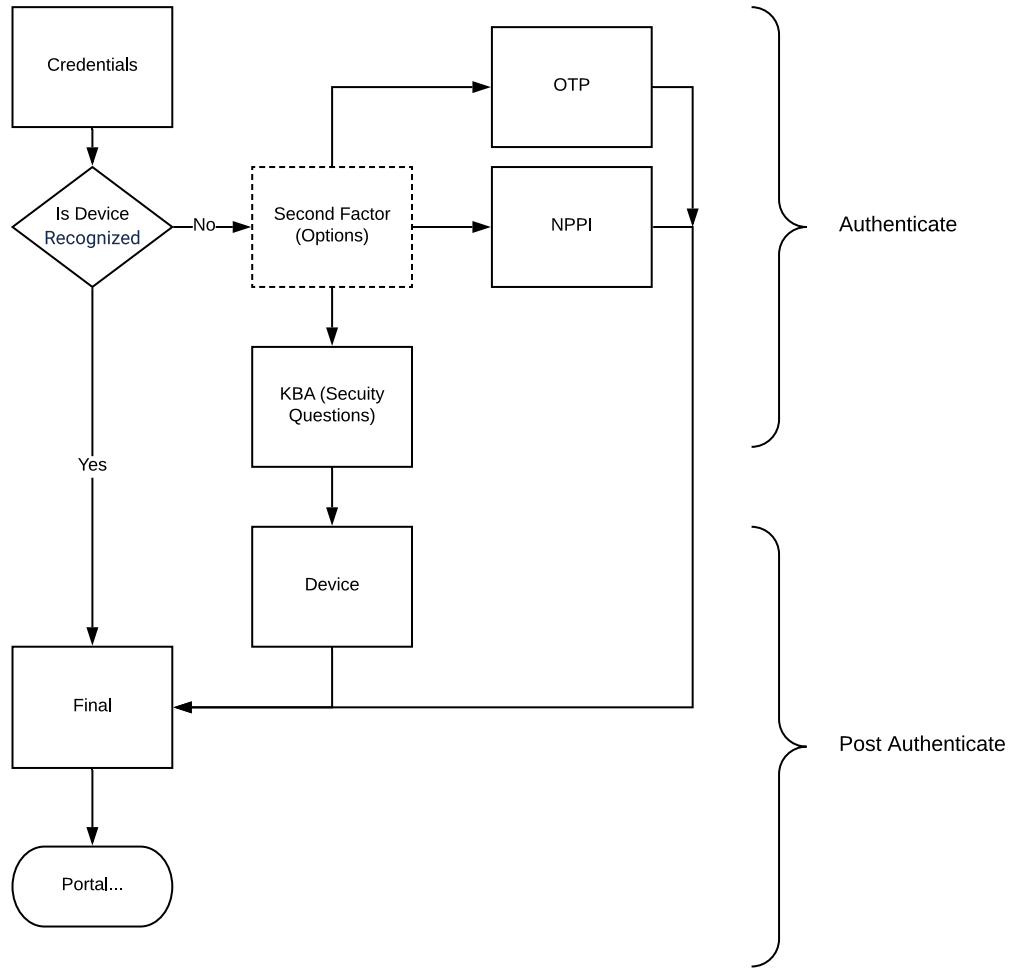 Credentials
OTP
Is Device
Recognized
No
Second Factor
(Options)
NPPI
Authenticate
KBA (Secuity
Questions)
Yes
Device
Final
Post Authenticate
Portal...